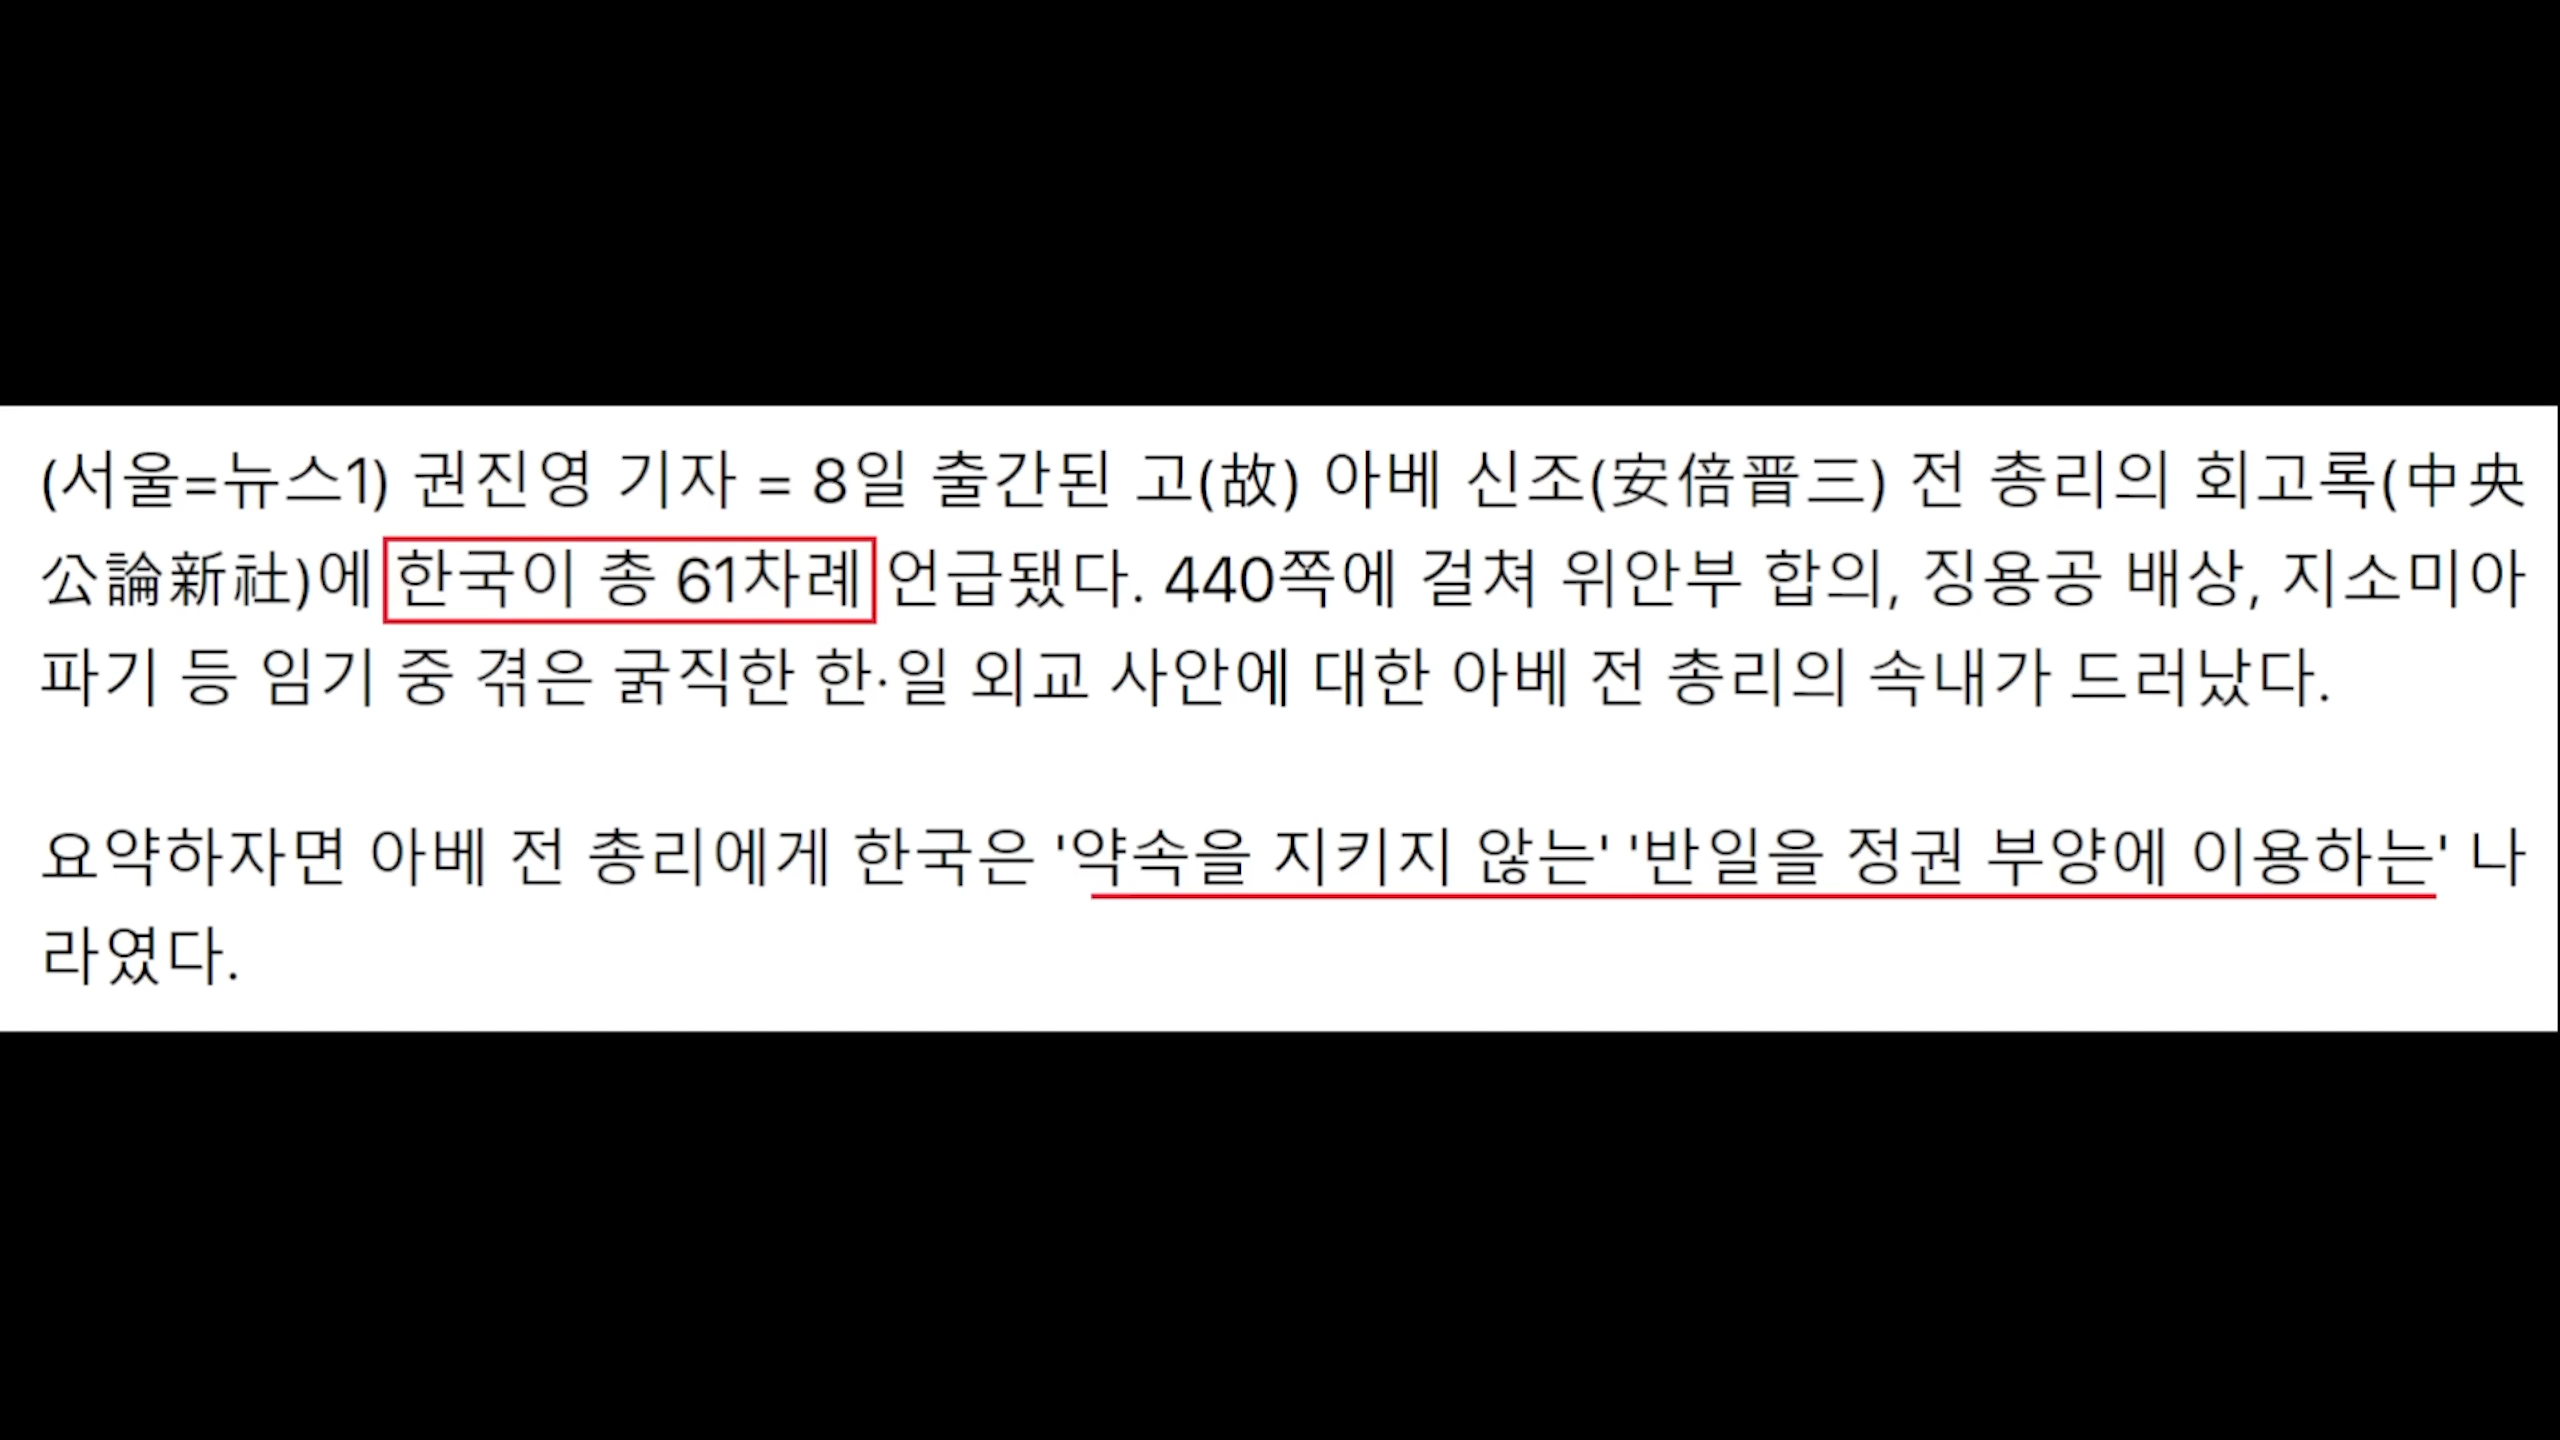 (서울=뉴스1) 권진영 기자 = 8일 출간된 고(故) 아베 신조(安倍晋三) 전 총리의 회고록(中央
公論新社)에 한국이 총 61차례 언급됐다. 440쪽에 걸쳐 위안부 합의, 징용공 배상, 지소미아
파기 등 임기 중 겪은 굵직한 한·일 외교 사안에 대한 아베 전 총리의 속내가 드러났다.
요약하자면 아베 전 총리에게 한국은 '약속을 지키지 않는' '반일을 정권 부양에 이용하는' 나
라였다.